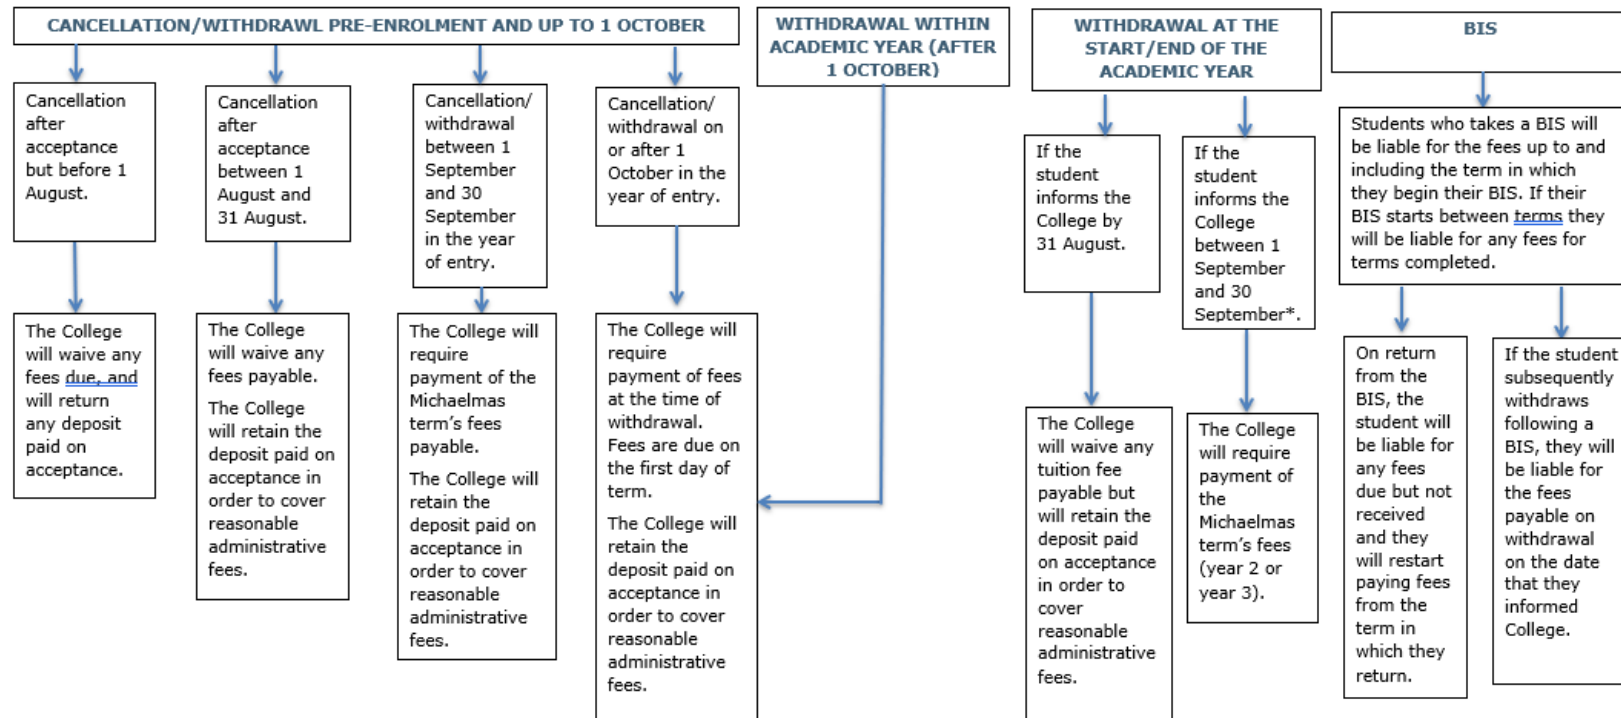 CANCELLATION/WITHDRAWL PRE-ENROLMENT AND UP TO 1 OCTOBER
Cancellation
after
acceptance
but before 1
August.
The College
will waive any
fees due, and
will return
any deposit
paid on
acceptance.
Cancellation
after
acceptance
between 1
August and
31 August.
The College
will waive any
fees payable.
The College
will retain the
deposit paid on
acceptance in
order to cover
reasonable
administrative
fees.
Cancellation/
withdrawal
between 1
September
and 30
September
in the year
of entry.
The College will
require
payment of the
Michaelmas
term's fees
payable.
The College will
retain the
deposit paid on
acceptance in
order to cover
reasonable
administrative
fees.
Cancellation/
withdrawal on
or after 1
October in the
year of entry.
The College will
require
payment of fees
at the time of
withdrawal.
Fees are due on
the first day of
term.
The College will
retain the
deposit paid on
acceptance in
order to cover
reasonable
administrative
fees.
WITHDRAWAL WITHIN
ACADEMIC YEAR (AFTER
1 OCTOBER)
WITHDRAWAL AT THE
START/END OF THE
ACADEMIC YEAR
If the
student
informs the
College by
31 August.
The College
will waive any
tuition fee
payable but
will retain the
deposit paid
on acceptance
in order to
cover
reasonable
administrative
fees.
If the
student
informs the
College
between 1
September
and 30
September*.
The College
will require
payment of
the
Michaelmas
term's fees
(year 2 or
year 3).
BIS
Students who takes a BIS will
be liable for the fees up to and
including the term in which
they begin their BIS. If their
BIS starts between terms they
will be liable for any fees for
terms completed.
On return
from the
BIS, the
student will
be liable for
any fees
due but not
received
and they
will restart
paying fees
from the
term in
which they
return.
If the student
subsequently
withdraws
following a
BIS, they will
be liable for
the fees
payable on
withdrawal
on the date
that they
informed
College.